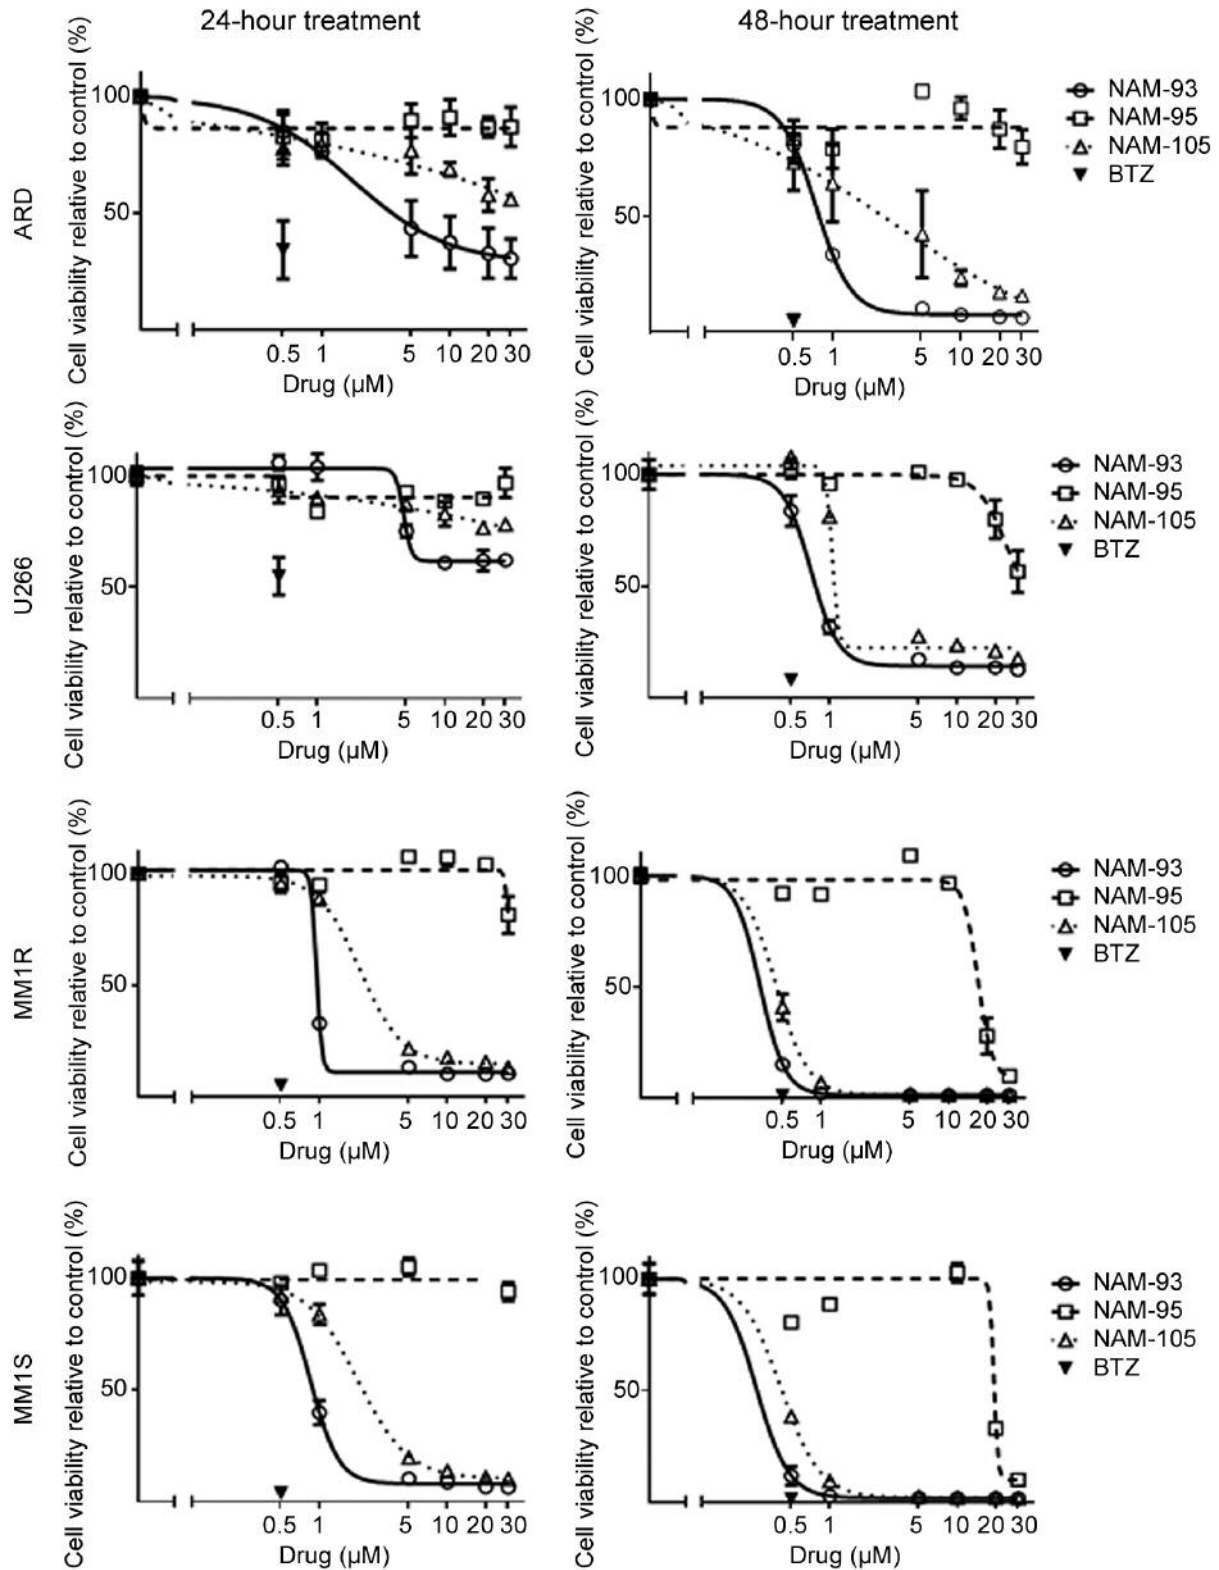 24-hour treatment
48-hour treatment
ARD
Cell viability relative to control (%)
100
50
0.5 1 5 10 20 30
Drug (µM)
Cell viability relative to control (%)
100
50
0.5 1 5 10 20 30
Drug (µM)
NAM-93
NAM-95
NAM-105
BTZ
U266
Cell viability relative to control (%)
100
50
0.5 1 5 10 20 30
Drug (µM)
Cell viability relative to control (%)
100
50
0.5 1 5 10 20 30
Drug (µM)
NAM-93
NAM-95
NAM-105
BTZ
MM1R
Cell viability relative to control (%)
100
50
0.5 1 5 10 20 30
Drug (µM)
Cell viability relative to control (%)
100
50
0.5 1 5 10 20 30
Drug (µM)
NAM-93
NAM-95
NAM-105
BTZ
MM1S
Cell viability relative to control (%)
100
50
0.5 1 5 10 20 30
Drug (µM)
Cell viability relative to control (%)
100
50
0.5 1 5 10 20 30
Drug (µM)
NAM-93
NAM-95
NAM-105
BTZ